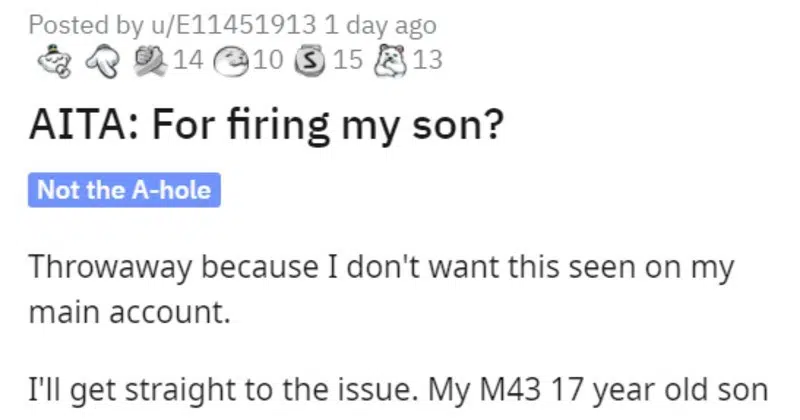 Posted by u/E11451913 1 day ago
14 10 S 15 13
AITA: For firing my son?
Not the A-hole
Throwaway because I don't want this seen on my
main account.
I'll get straight to the issue. My M43 17 year old son